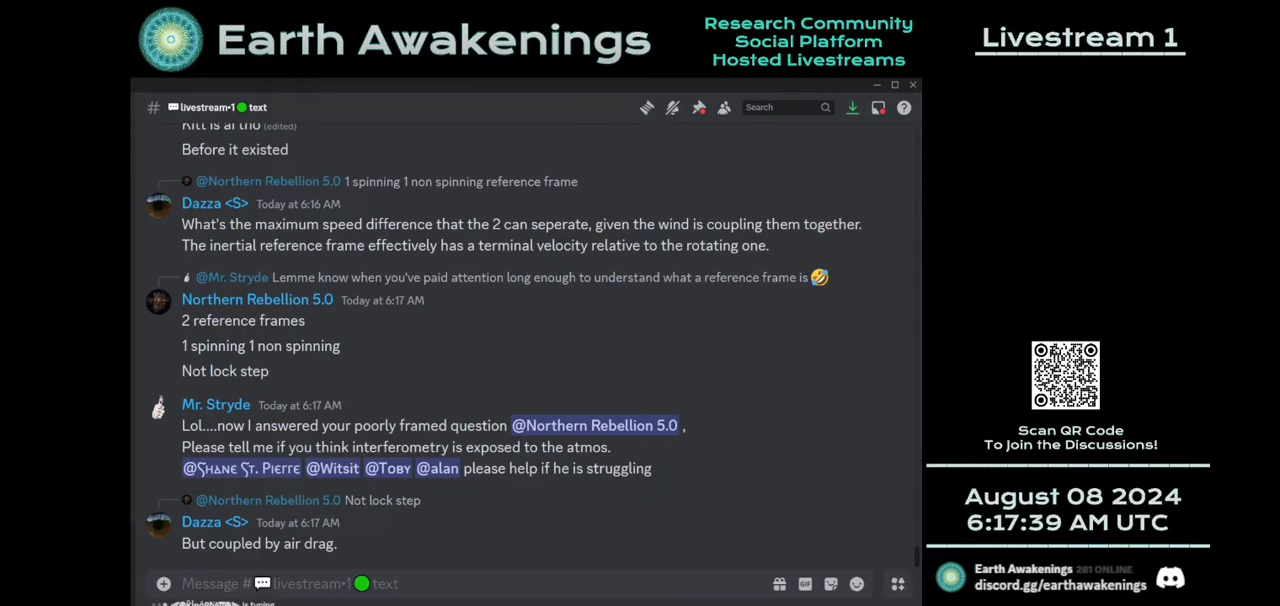 Earth Awakenings
Research Community
Social Platform
Hosted Livestreams
Livestream 1
# livestream•1 text
Search
Kitt is ai tho (edited)
Before it existed
@Northern Rebellion 5.0 1 spinning 1 non spinning reference frame
Dazza <S> Today at 6:16 AM
What's the maximum speed difference that the 2 can seperate, given the wind is coupling them together.
The inertial reference frame effectively has a terminal velocity relative to the rotating one.
@Mr. Stryde Lemme know when you've paid attention long enough to understand what a reference frame is 🤣
Northern Rebellion 5.0 Today at 6:17 AM
2 reference frames
1 spinning 1 non spinning
Not lock step
Mr. Stryde Today at 6:17 AM
Lol....now I answered your poorly framed question @Northern Rebellion 5.0 ,
Please tell me if you think interferometry is exposed to the atmos.
@Shane St. Pierre @Witsit @Toby @alan please help if he is struggling
@Northern Rebellion 5.0 Not lock step
Dazza <S> Today at 6:17 AM
But coupled by air drag.
Message # livestream•1 text
GIF
is typing
Scan QR Code
To Join the Discussions!
August 08 2024
6:17:39 AM UTC
Earth Awakenings 281 ONLINE
discord.gg/earthawakenings